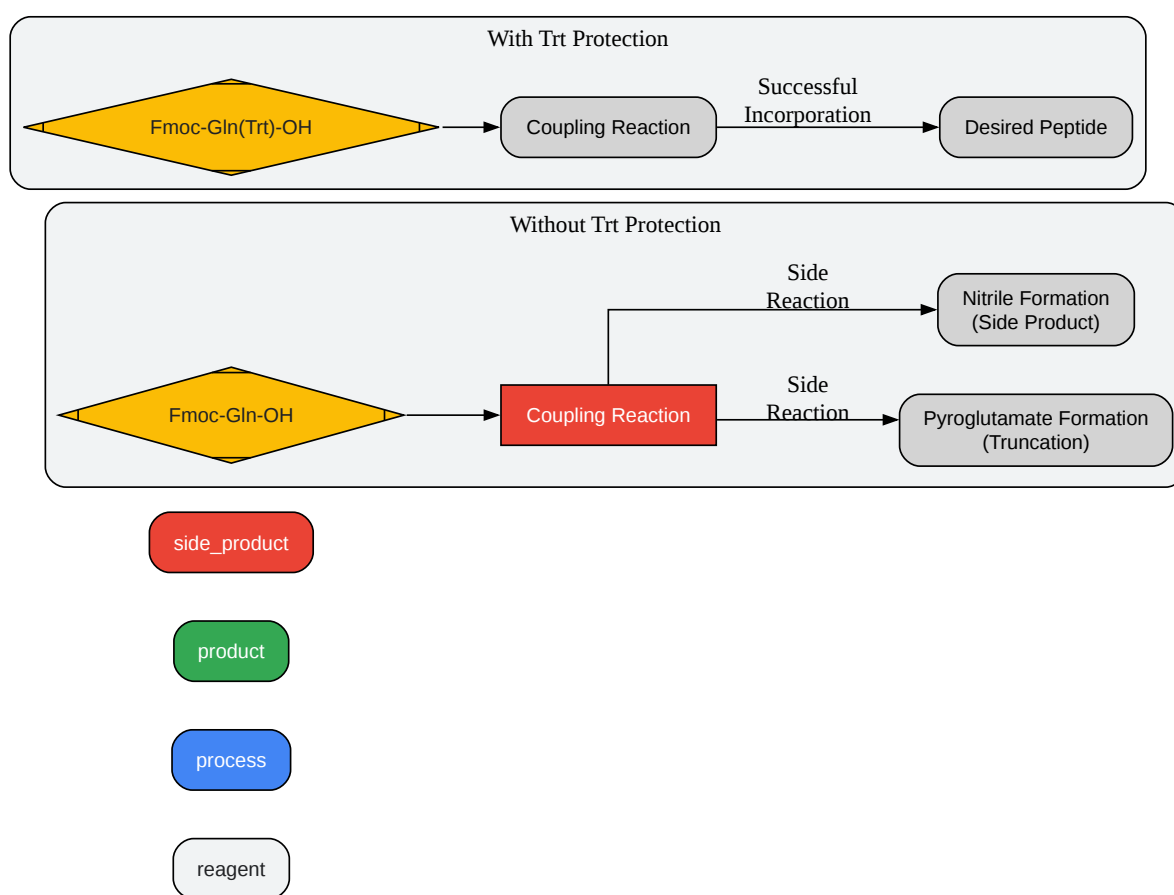 With Trt Protection
Fmoc-Gln(Trt)-OH
Coupling Reaction
Successful
Incorporation
Desired Peptide
Without Trt Protection
Fmoc-Gln-OH
Coupling Reaction
Side
Reaction
Nitrile Formation
(Side Product)
Side
Reaction
Pyroglutamate Formation
(Truncation)
side_product
product
process
reagent